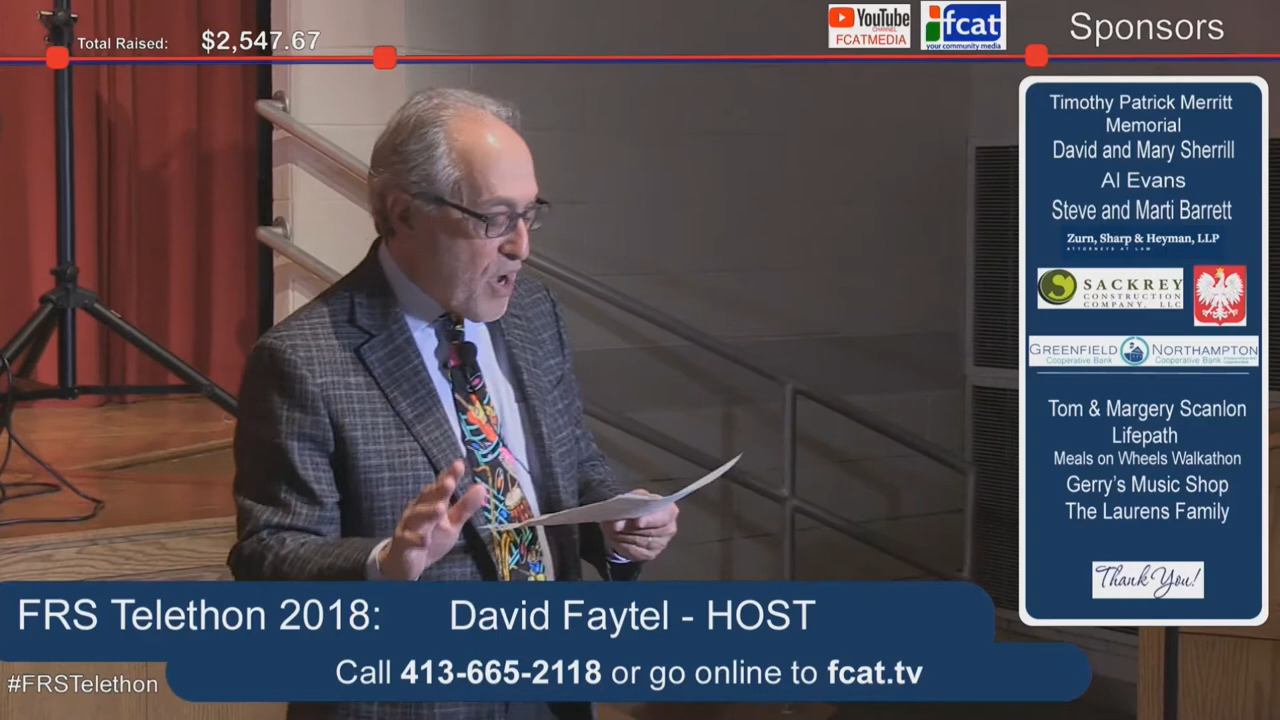 Total Raised: $2,547.67
YouTube
CHANNEL
FCATMEDIA
fcat
your community media
Sponsors
Timothy Patrick Merritt
Memorial
David and Mary Sherrill
Al Evans
Steve and Marti Barrett
Zurn, Sharp & Heyman, LLP
ATTORNEYS AT LAW
SACKREY
CONSTRUCTION
COMPANY, LLC
GREENFIELD
Cooperative Bank
NORTHAMPTON
Cooperative Bank
Tom & Margery Scanlon
Lifepath
Meals on Wheels Walkathon
Gerry's Music Shop
The Laurens Family
Thank You!
FRS Telethon 2018: David Faytel - HOST
Call 413-665-2118 or go online to fcat.tv
#FRSTelethon